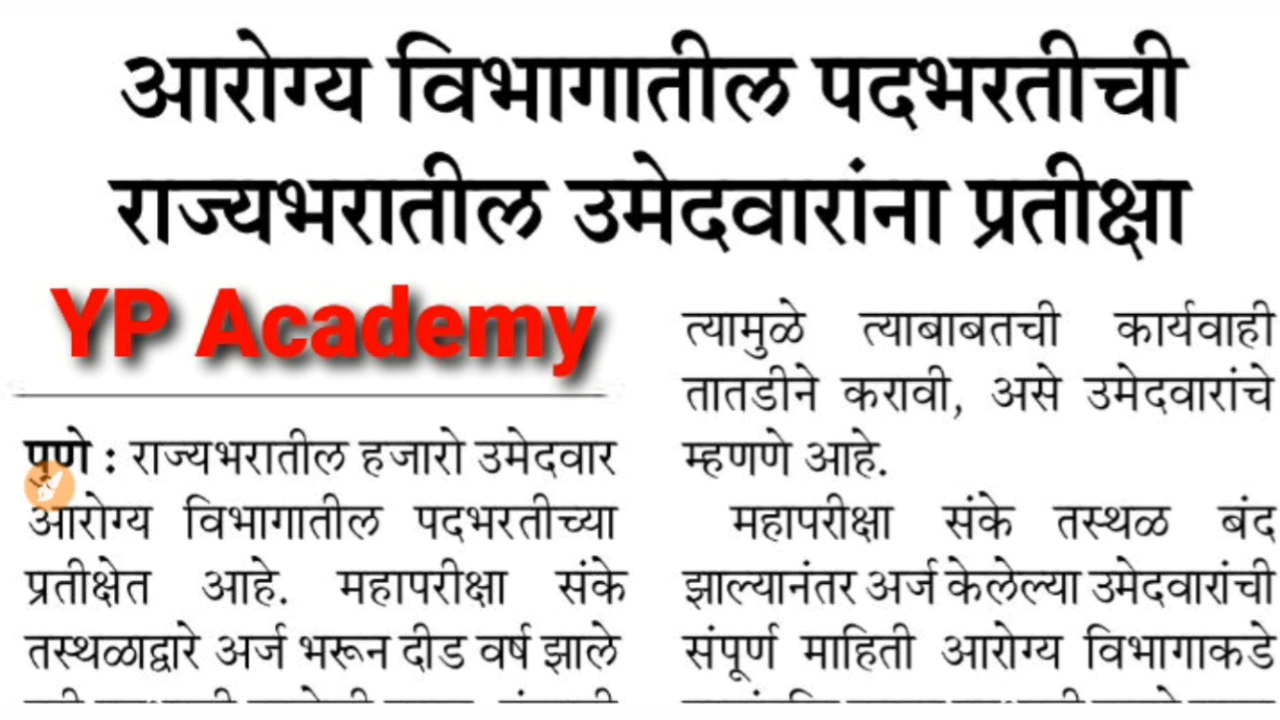 आरोग्य विभागातील पदभरतीची
राज्यभरातील उमेदवारांना प्रतीक्षा
YP Academy
पुणे : राज्यभरातील हजारो उमेदवार
आरोग्य विभागातील पदभरतीच्या
प्रतीक्षेत आहे. महापरीक्षा संके
तस्थळाद्वारे अर्ज भरून दीड वर्ष झाले
त्यामुळे त्याबाबतची कार्यवाही
तातडीने करावी, असे उमेदवारांचे
म्हणणे आहे.
महापरीक्षा संके तस्थळ बंद
झाल्यानंतर अर्ज केलेल्या उमेदवारांची
संपूर्ण माहिती आरोग्य विभागाकडे